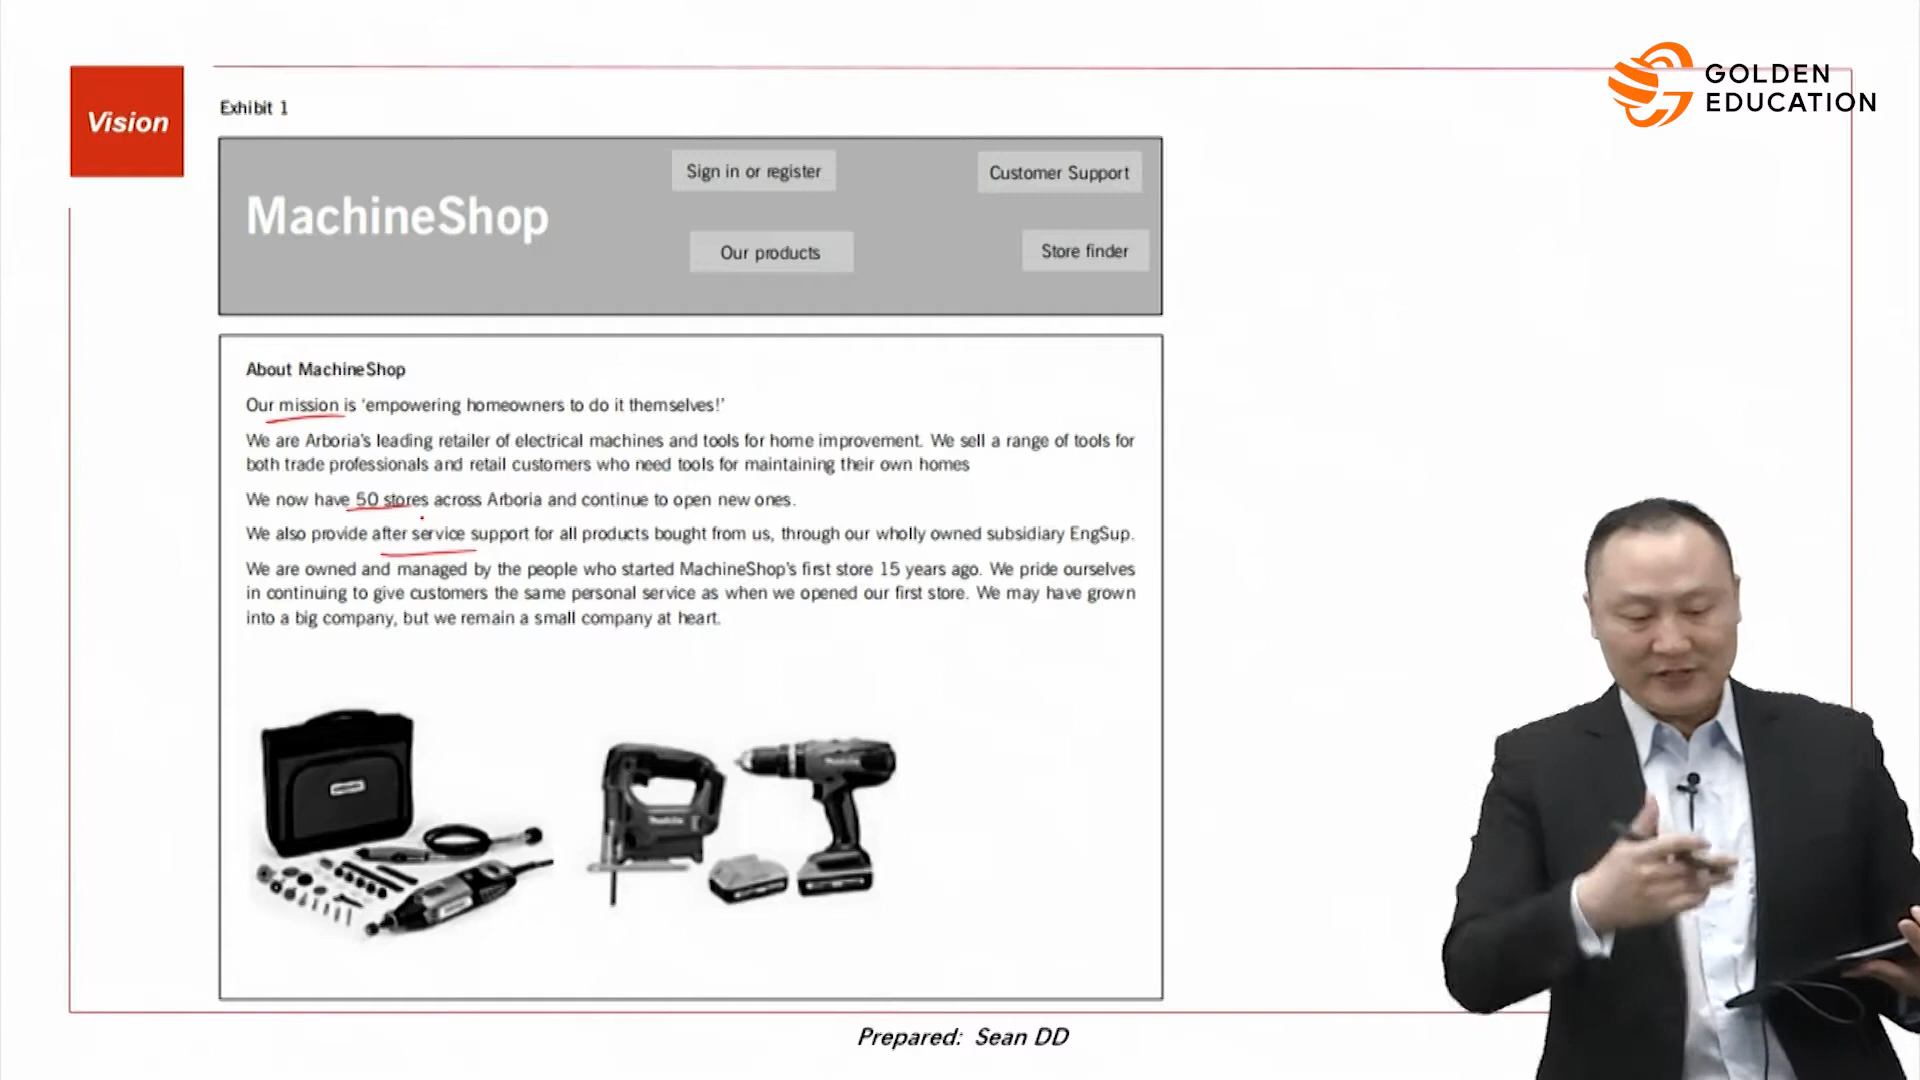 GOLDEN
EDUCATION
Vision
Exhibit 1
MachineShop
Sign in or register
Customer Support
Our products
Store finder
About MachineShop
Our mission is ‘empowering homeowners to do it themselves!’
We are Arboria’s leading retailer of electrical machines and tools for home improvement. We sell a range of tools for
both trade professionals and retail customers who need tools for maintaining their own homes
We now have 50 stores across Arboria and continue to open new ones.
We also provide after service support for all products bought from us, through our wholly owned subsidiary EngSup.
We are owned and managed by the people who started MachineShop’s first store 15 years ago. We pride ourselves
in continuing to give customers the same personal service as when we opened our first store. We may have grown
into a big company, but we remain a small company at heart.
Prepared: Sean DD